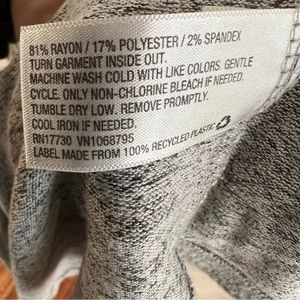 81% RAYON / 17% POLYESTER / 2% SPANDEX
TURN GARMENT INSIDE OUT.
MACHINE WASH COLD WITH LIKE COLORS. GENTLE
CYCLE. ONLY NON-CHLORINE BLEACH IF NEEDED.
TUMBLE DRY LOW. REMOVE PROMPTLY.
COOL IRON IF NEEDED.
RN17730 VN1068795
LABEL MADE FROM 100% RECYCLED PLASTIC